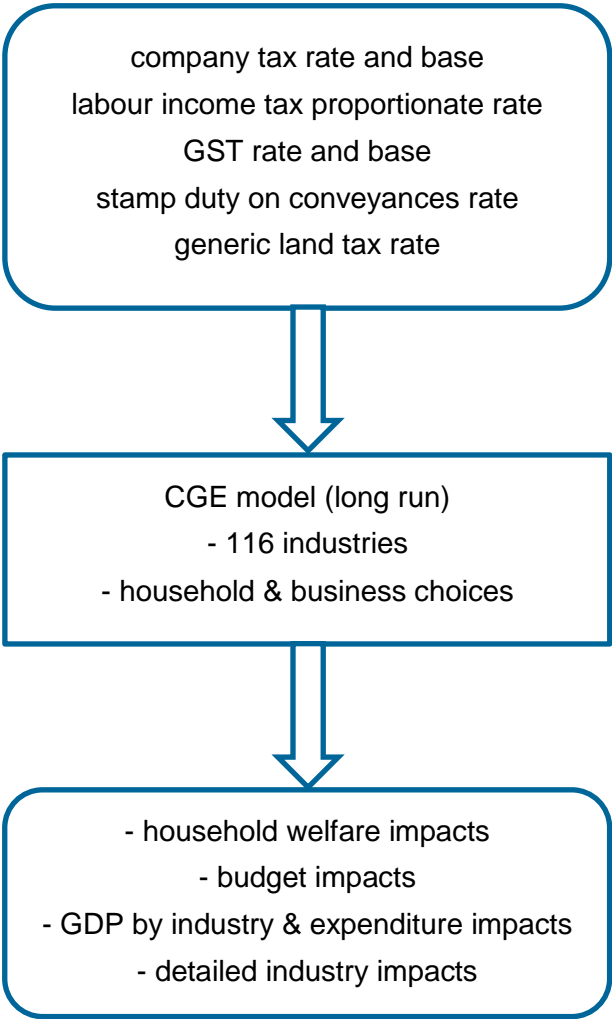 company tax rate and base
labour income tax proportionate rate
GST rate and base
stamp duty on conveyances rate
generic land tax rate
CGE model (long run)
- 116 industries
- household & business choices
- household welfare impacts
- budget impacts
- GDP by industry & expenditure impacts
- detailed industry impacts